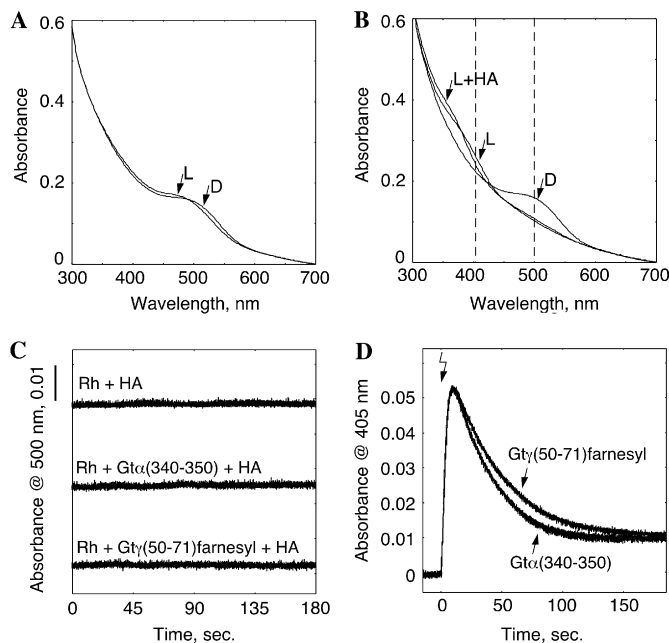 A
0.6
0.4
0.2
0
Absorbance
L
D
300 400 500 600 700
Wavelength, nm
B
0.6
0.4
0.2
0
Absorbance
L+HA
L
D
300 400 500 600 700
Wavelength, nm
C
Absorbance @ 500 nm, 0.01
Rh + HA
Rh + Gtα(340-350) + HA
Rh + Gtγ(50-71)farnesyl + HA
0 45 90 135 180
Time, sec.
D
Absorbance @ 405 nm
0.05
0.04
0.03
0.02
0.01
0
Gtγ(50-71)farnesyl
Gtα(340-350)
0 50 100 150
Time, sec.